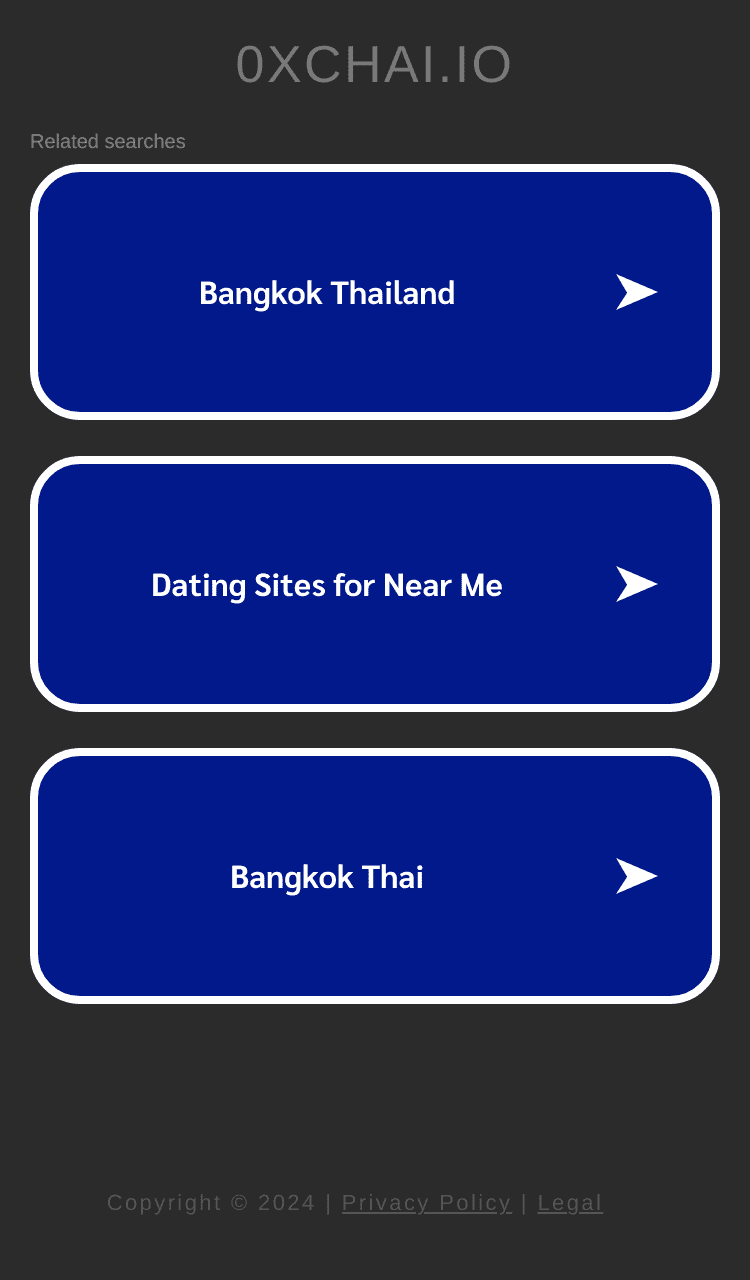 0XCHAI.IO
Related searches
Bangkok Thailand
Dating Sites for Near Me
Bangkok Thai
Copyright © 2024 | Privacy Policy | Legal